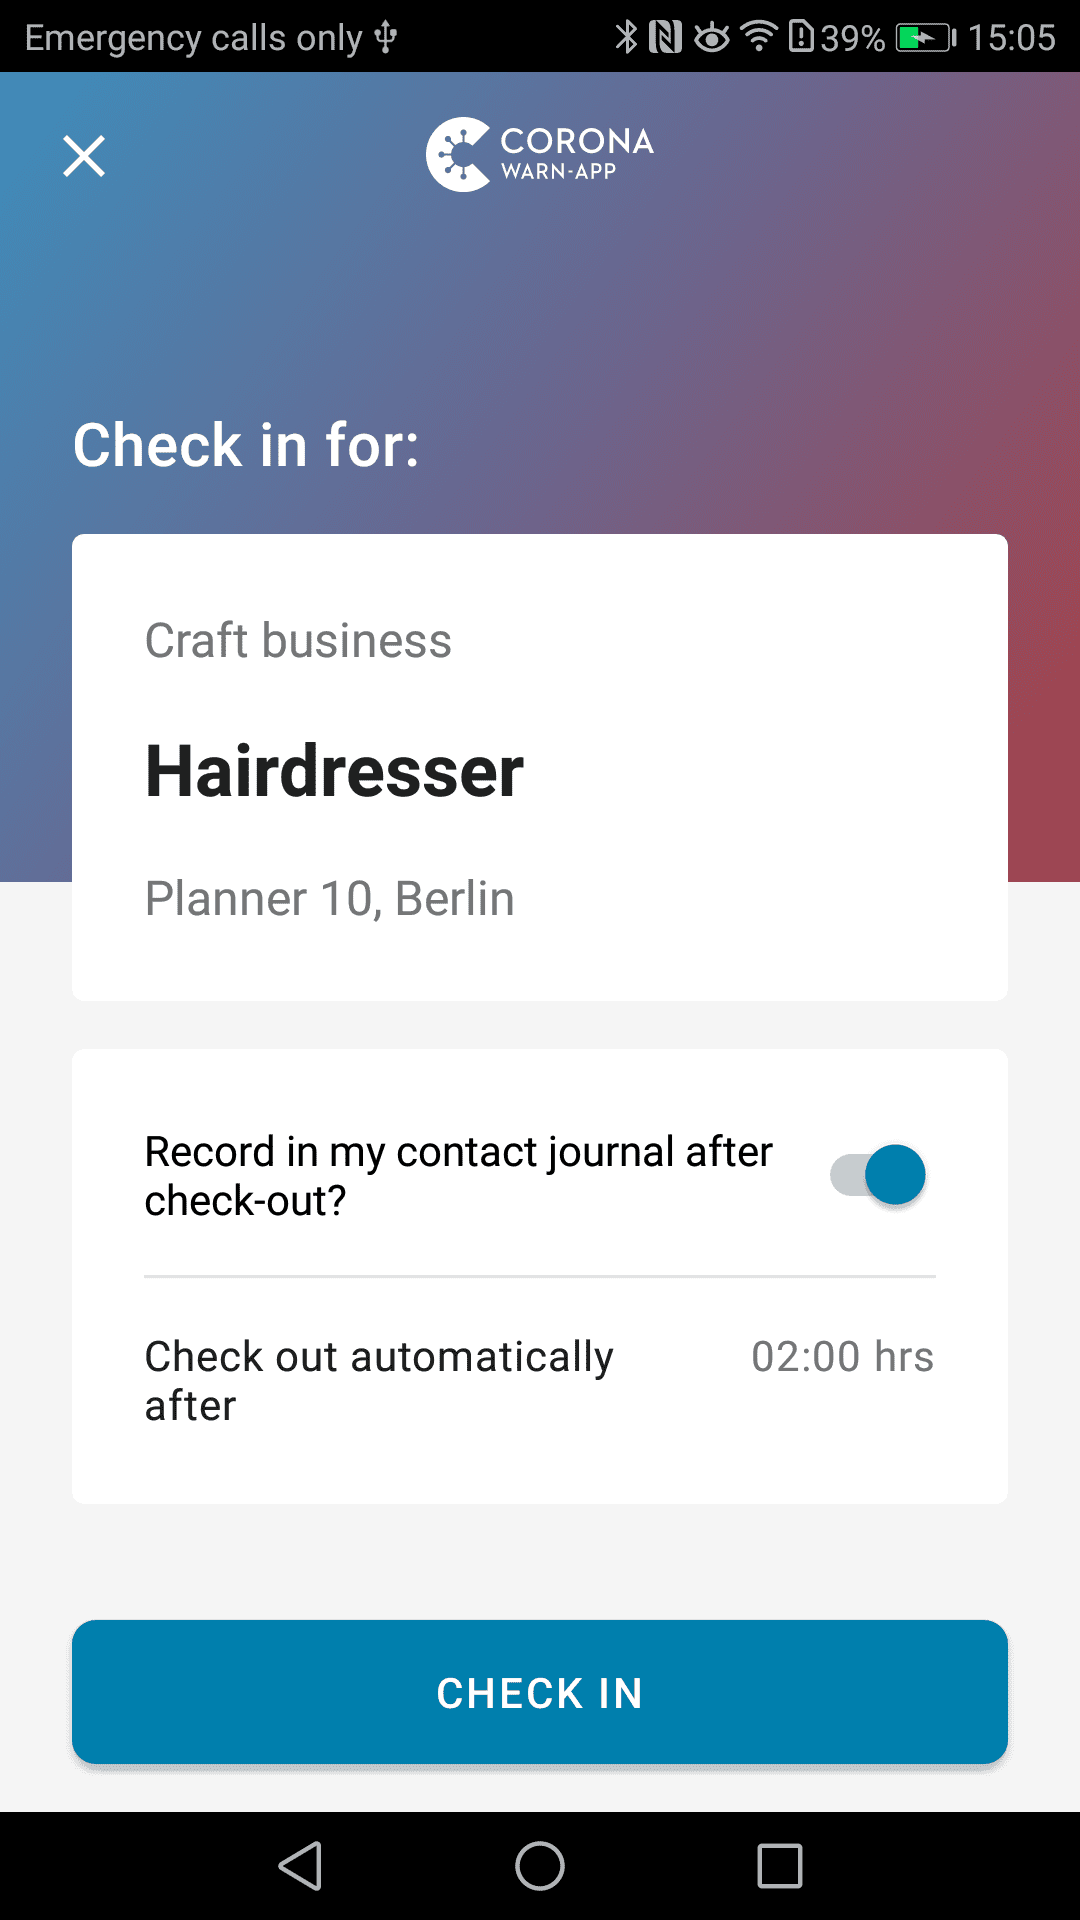 Emergency calls only 39% 15:05
CORONA
WARN-APP
Check in for:
Craft business
Hairdresser
Planner 10, Berlin
Record in my contact journal after
check-out?
Check out automatically 02:00 hrs
after
CHECK IN